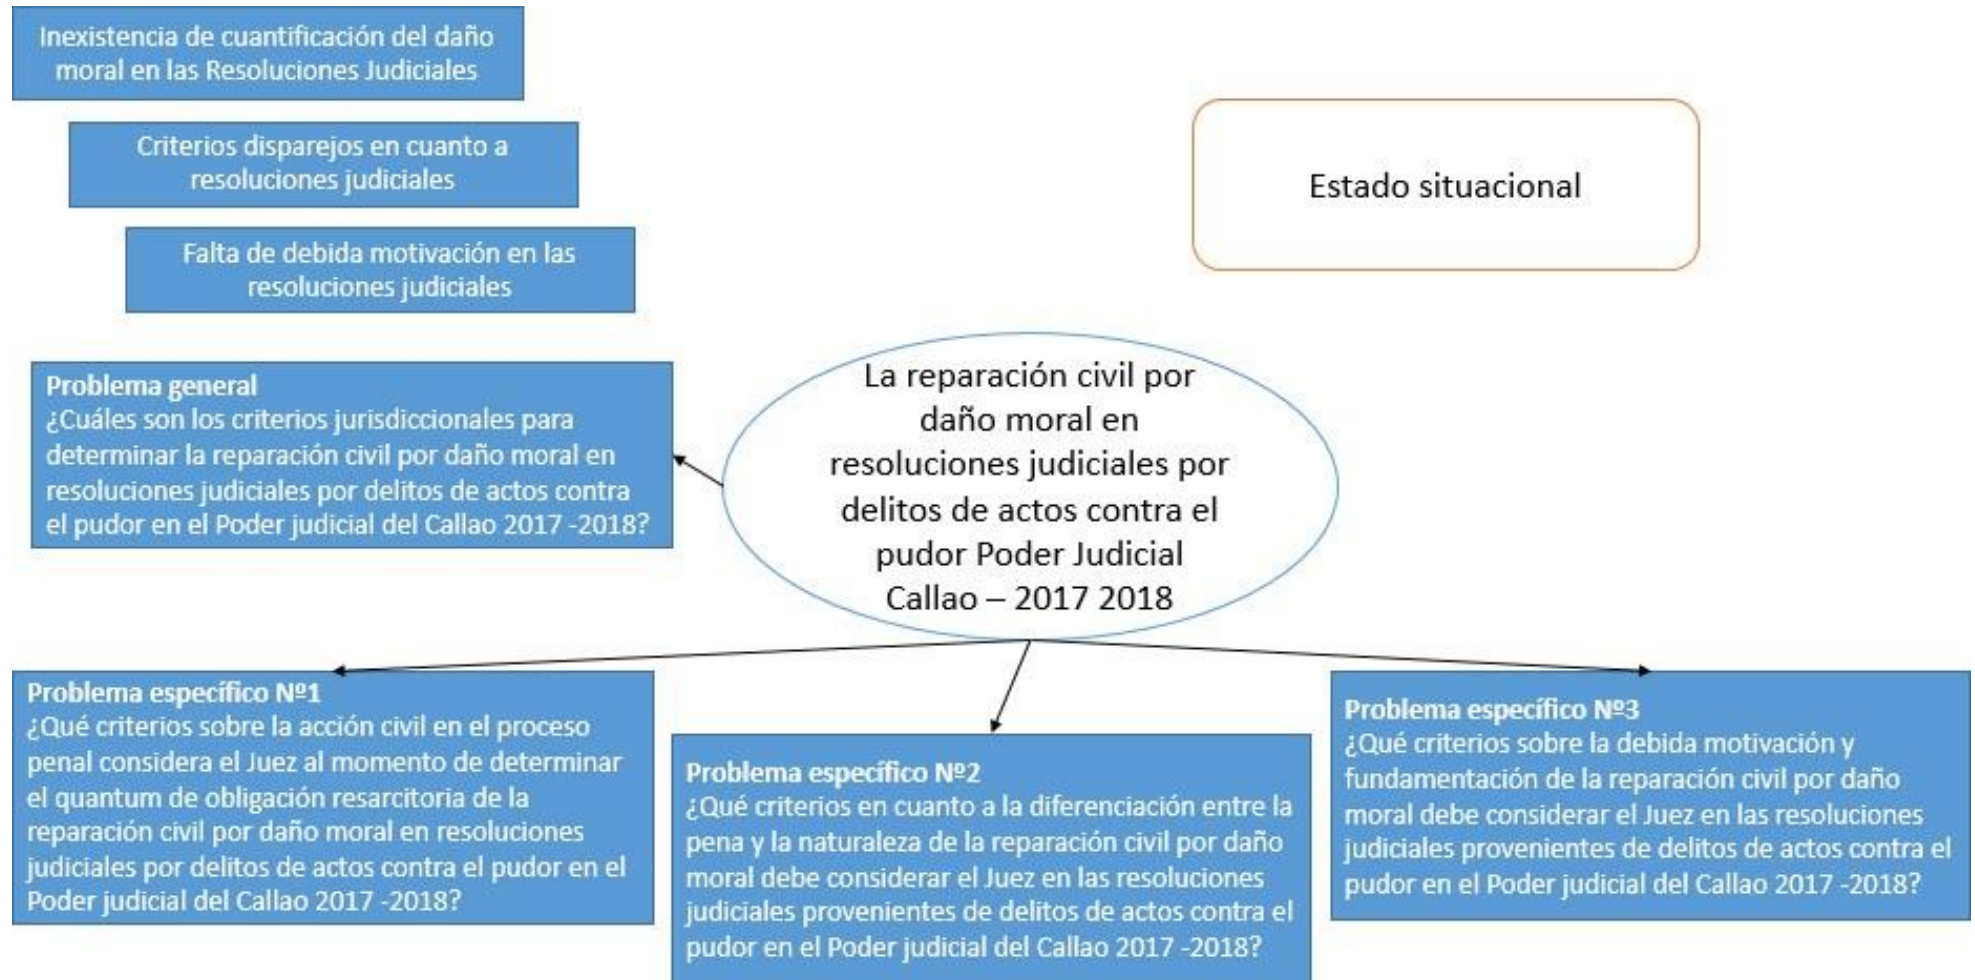 Inexistencia de cuantificación del daño
moral en las Resoluciones Judiciales
Criterios disparejos en cuanto a
resoluciones judiciales
Falta de debida motivación en las
resoluciones judiciales
Estado situacional
Problema general
¿Cuáles son los criterios jurisdiccionales para
determinar la reparación civil por daño moral en
resoluciones judiciales por delitos de actos contra
el pudor en el Poder judicial del Callao 2017 -2018?
La reparación civil por
daño moral en
resoluciones judiciales por
delitos de actos contra el
pudor Poder Judicial
Callao – 2017 2018
Problema específico Nº1
¿Qué criterios sobre la acción civil en el proceso
penal considera el Juez al momento de determinar
el quantum de obligación resarcitoria de la
reparación civil por daño moral en resoluciones
judiciales por delitos de actos contra el pudor en el
Poder judicial del Callao 2017 -2018?
Problema específico Nº2
¿Qué criterios en cuanto a la diferenciación entre la
pena y la naturaleza de la reparación civil por daño
moral debe considerar el Juez en las resoluciones
judiciales provenientes de delitos de actos contra el
pudor en el Poder judicial del Callao 2017 -2018?
Problema específico Nº3
¿Qué criterios sobre la debida motivación y
fundamentación de la reparación civil por daño
moral debe considerar el Juez en las resoluciones
judiciales provenientes de delitos de actos contra el
pudor en el Poder judicial del Callao 2017 -2018?